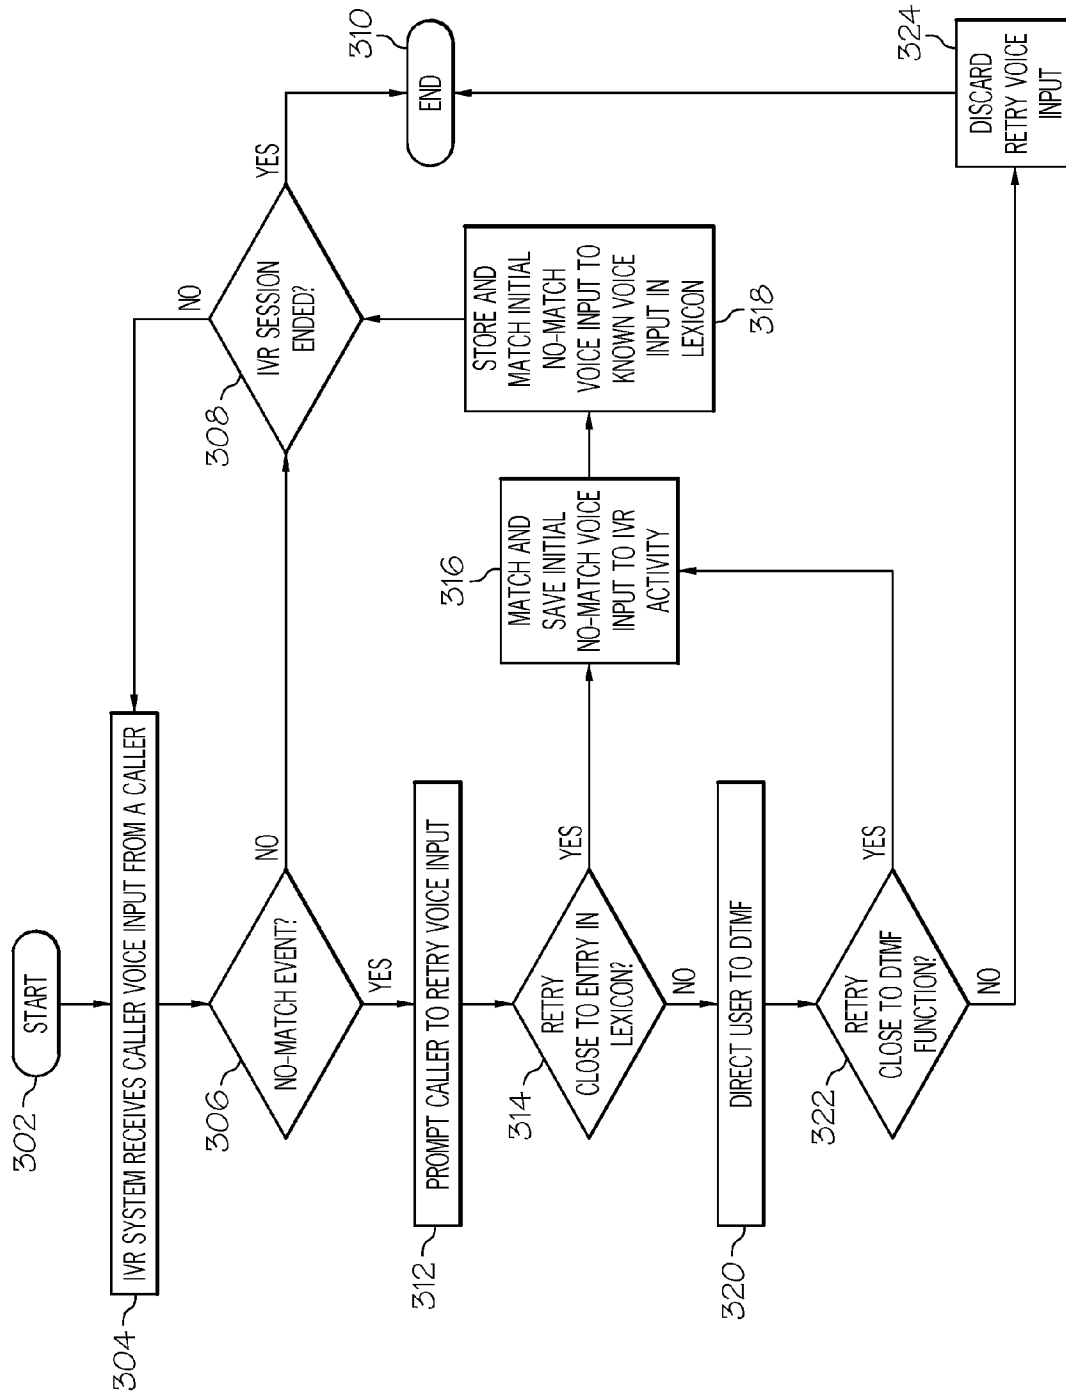 302
START
304
IVR SYSTEM RECEIVES CALLER VOICE INPUT FROM A CALLER
306
NO-MATCH EVENT?
NO
YES
308
IVR SESSION
ENDED?
NO
YES
310
END
312
PROMPT CALLER TO RETRY VOICE INPUT
314
RETRY
CLOSE TO ENTRY IN
LEXICON?
YES
NO
316
MATCH AND
SAVE INITIAL
NO-MATCH VOICE
INPUT TO IVR
ACTIVITY
STORE AND
MATCH INITIAL
NO-MATCH
VOICE INPUT TO
KNOWN VOICE
INPUT IN
LEXICON
318
320
DIRECT USER TO DTMF
322
RETRY
CLOSE TO DTMF
FUNCTION?
YES
NO
324
DISCARD
RETRY VOICE
INPUT